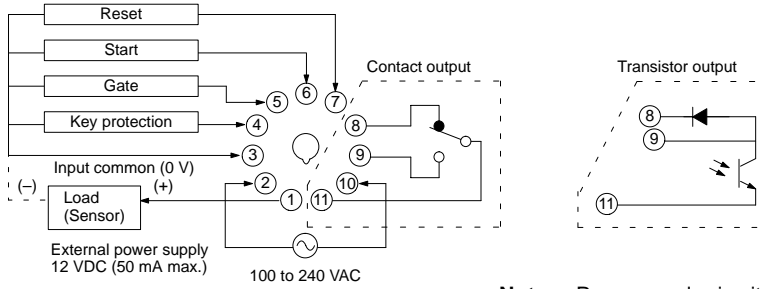 Reset
Start
Gate
Key protection
Contact output
Transistor output
6
5
7
4
8
3
9
2
10
1
11
8
9
11
Input common (0 V)
(–)
(+)
Load
(Sensor)
External power supply
12 VDC (50 mA max.)
100 to 240 VAC